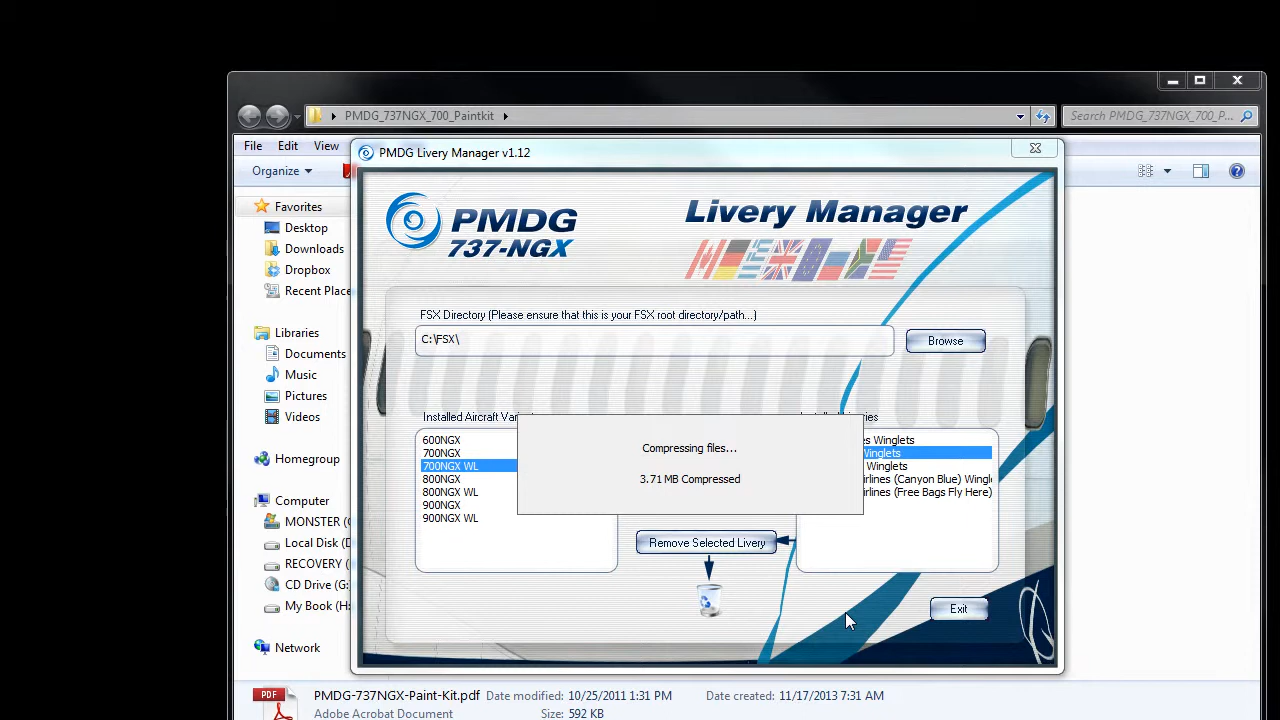 PMDG_737NGX_700_Paintkit
Search PMDG_737NGX_700_P...
File Edit View
PMDG Livery Manager v1.12
Organize
PMDG
737-NGX
Livery Manager
Favorites
Desktop
Downloads
Dropbox
Recent Place
Libraries
Documents
Music
Pictures
Videos
Homegroup
Computer
MONSTER (
Local Disk (D
RECOVERY (
CD Drive (G:
My Book (H:
Network
FSX Directory (Please ensure that this is your FSX root directory/path...)
C:\FSX\
Browse
Installed Aircraft
600NGX
700NGX
700NGX WL
800NGX
800NGX WL
900NGX
900NGX WL
Compressing files...
3.71 MB Compressed
Winglets
Winglets
Winglets
(Canyon Blue) Wingl
(Free Bags Fly Here)
Remove Selected Livery
Exit
PDF
PMDG-737NGX-Paint-Kit.pdf Date modified: 10/25/2011 1:31 PM Date created: 11/17/2013 7:31 AM
Adobe Acrobat Document Size: 592 KB